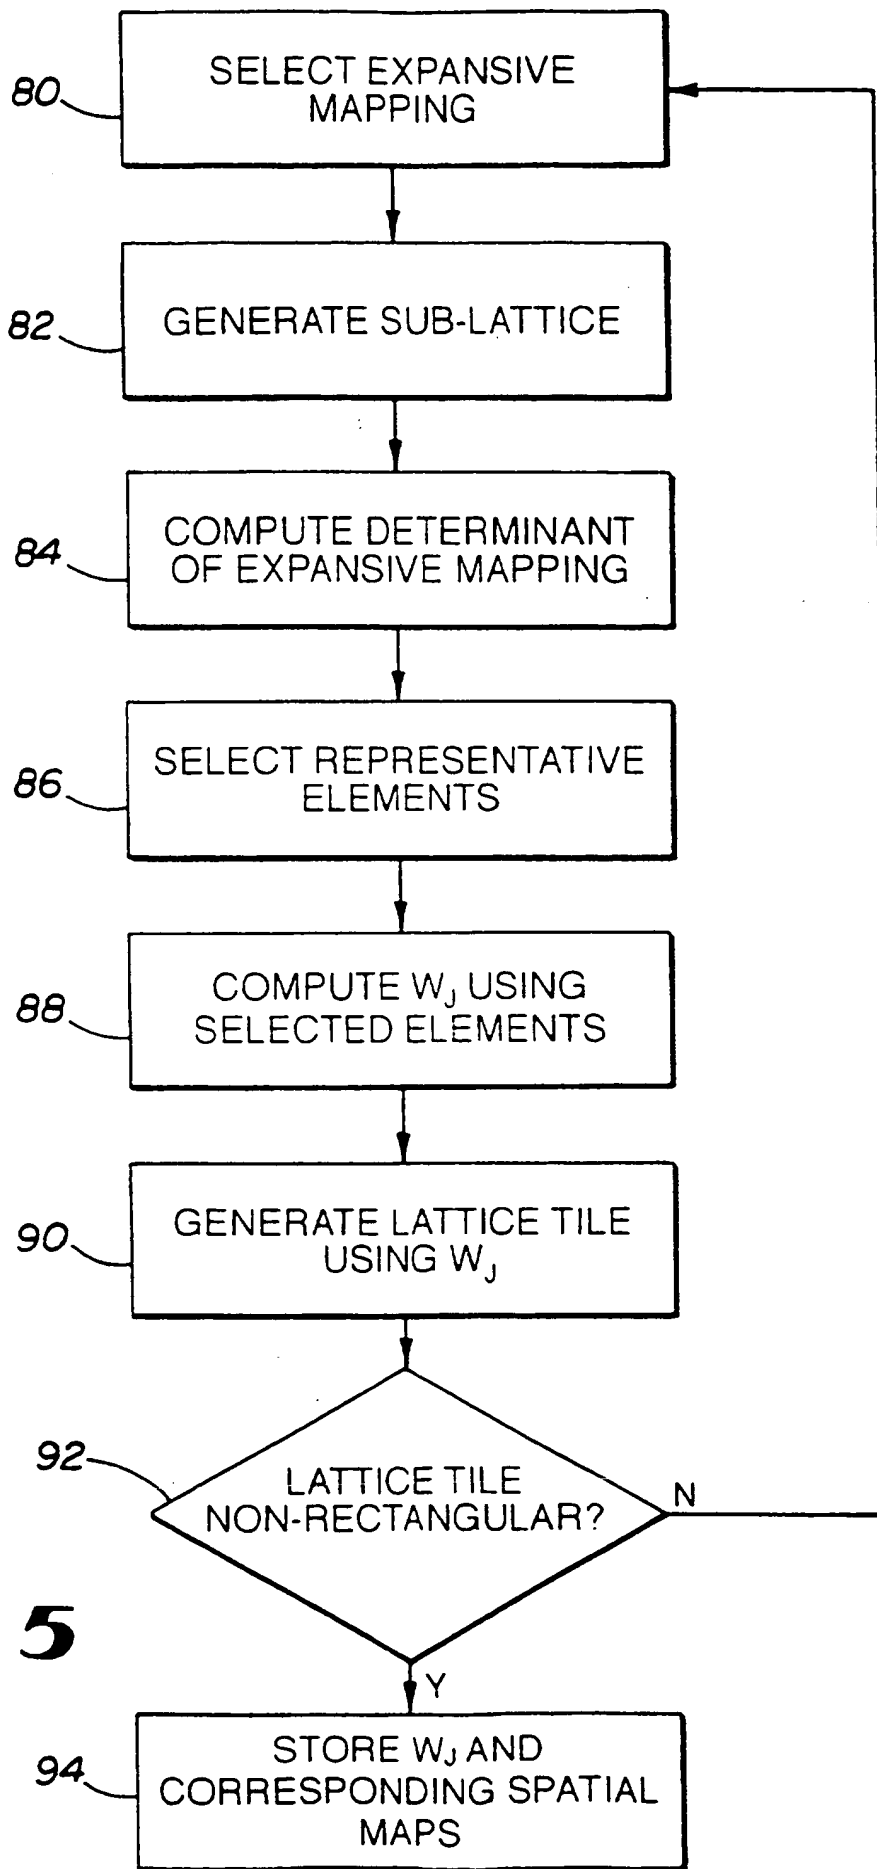 80
SELECT EXPANSIVE
MAPPING
82
GENERATE SUB-LATTICE
84
COMPUTE DETERMINANT
OF EXPANSIVE MAPPING
86
SELECT REPRESENTATIVE
ELEMENTS
88
COMPUTE WJ USING
SELECTED ELEMENTS
90
GENERATE LATTICE TILE
USING WJ
92
LATTICE TILE
NON-RECTANGULAR?
N
5
Y
94
STORE WJ AND
CORRESPONDING SPATIAL
MAPS